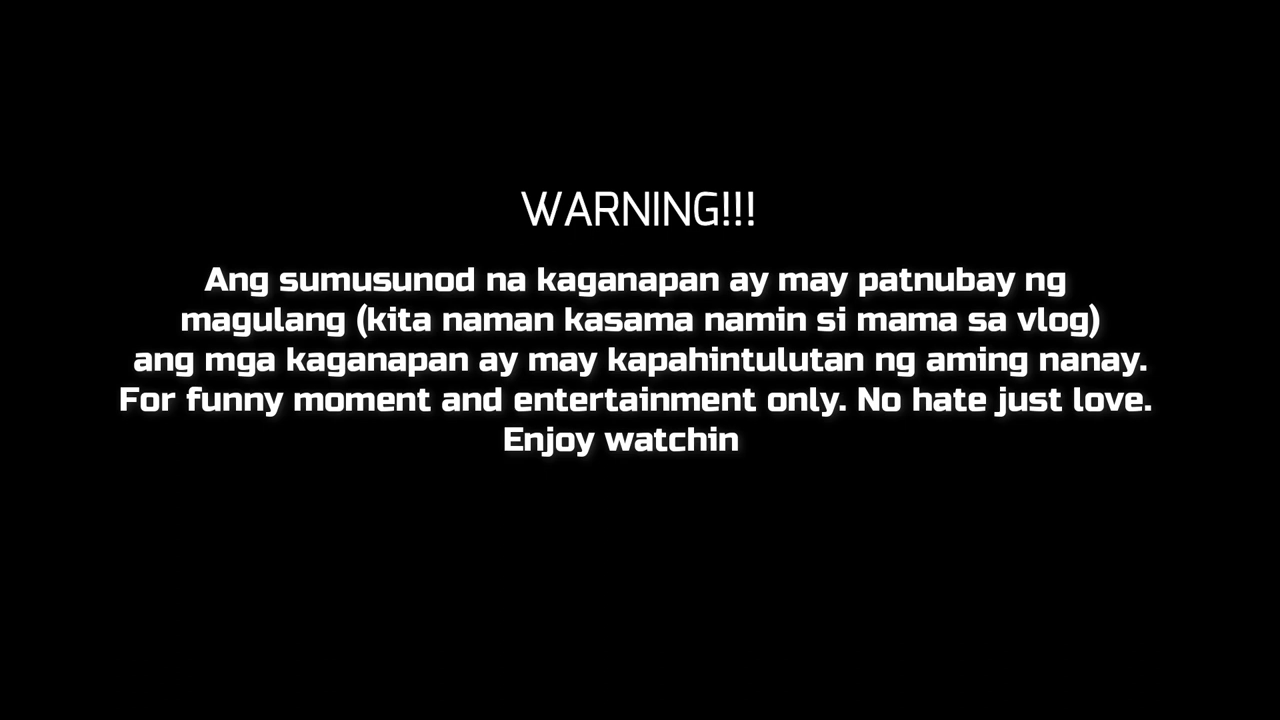 WARNING!!!
Ang sumusunod na kaganapan ay may patnubay ng
magulang (kita naman kasama namin si mama sa vlog)
ang mga kaganapan ay may kapahintulutan ng aming nanay.
For funny moment and entertainment only. No hate just love.
Enjoy watchin